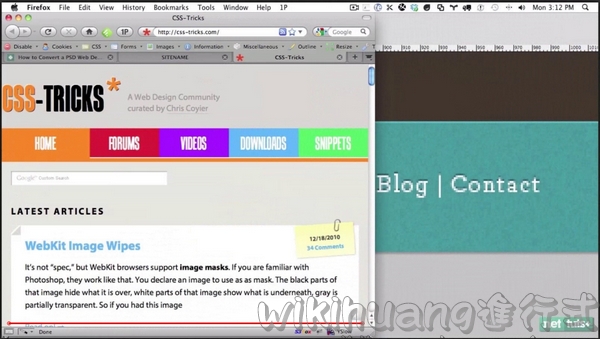 Firefox File Edit View History Bookmarks Tools Window Help 1P
Mon 3:12 PM
CSS-Tricks
http://css-tricks.com/
Disable Cookies CSS Forms Images Information Miscellaneous Outline Resize
How to Convert a PSD Web De SITENAME CSS-Tricks
CSS-TRICKS*
A Web Design Community
curated by Chris Coyier
HOME FORUMS VIDEOS DOWNLOADS SNIPPETS
Blog | Contact
Google Custom Search
LATEST ARTICLES
12/18/2010
34 Comments
WebKit Image Wipes
It's not "spec," but WebKit browsers support image masks. If you are familiar with
Photoshop, they work like that. You declare an image to use as as mask. The black parts of
that image hide what it is over, white parts of that image show what is underneath, gray is
partially transparent. So if you had this image
wikihuang進行式
net tuts+
Done